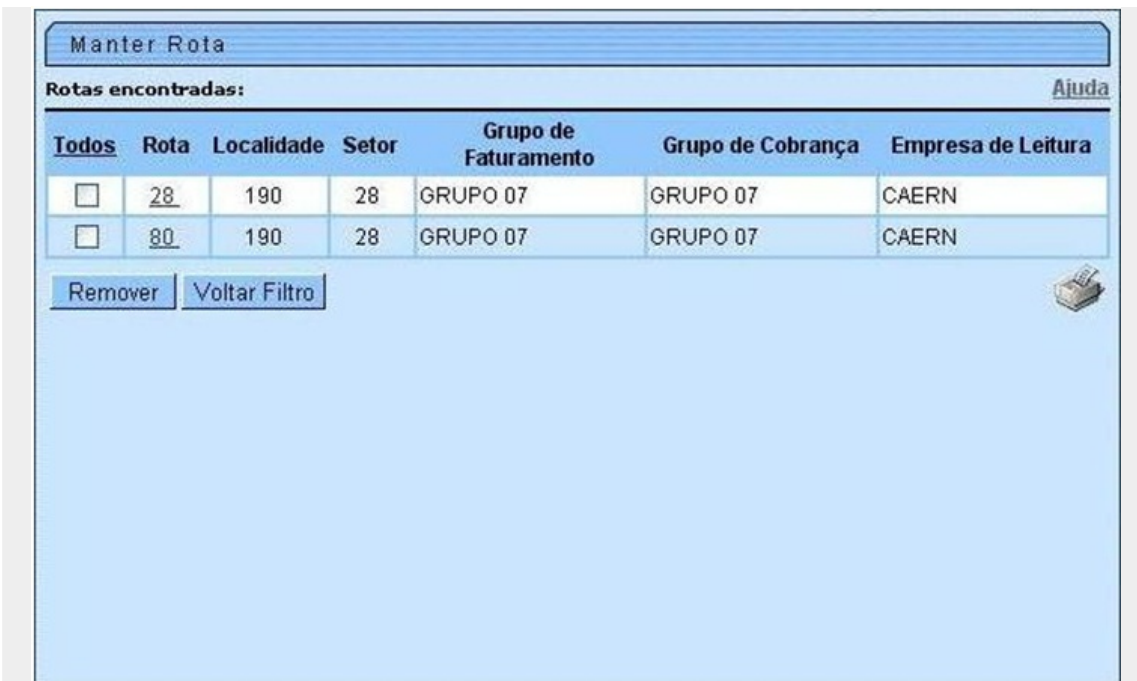 Manter Rota
Rotas encontradas: Ajuda
Todos Rota Localidade Setor Grupo de Faturamento Grupo de Cobrança Empresa de Leitura
28 190 28 GRUPO 07 GRUPO 07 CAERN
80 190 28 GRUPO 07 GRUPO 07 CAERN
Remover Voltar Filtro